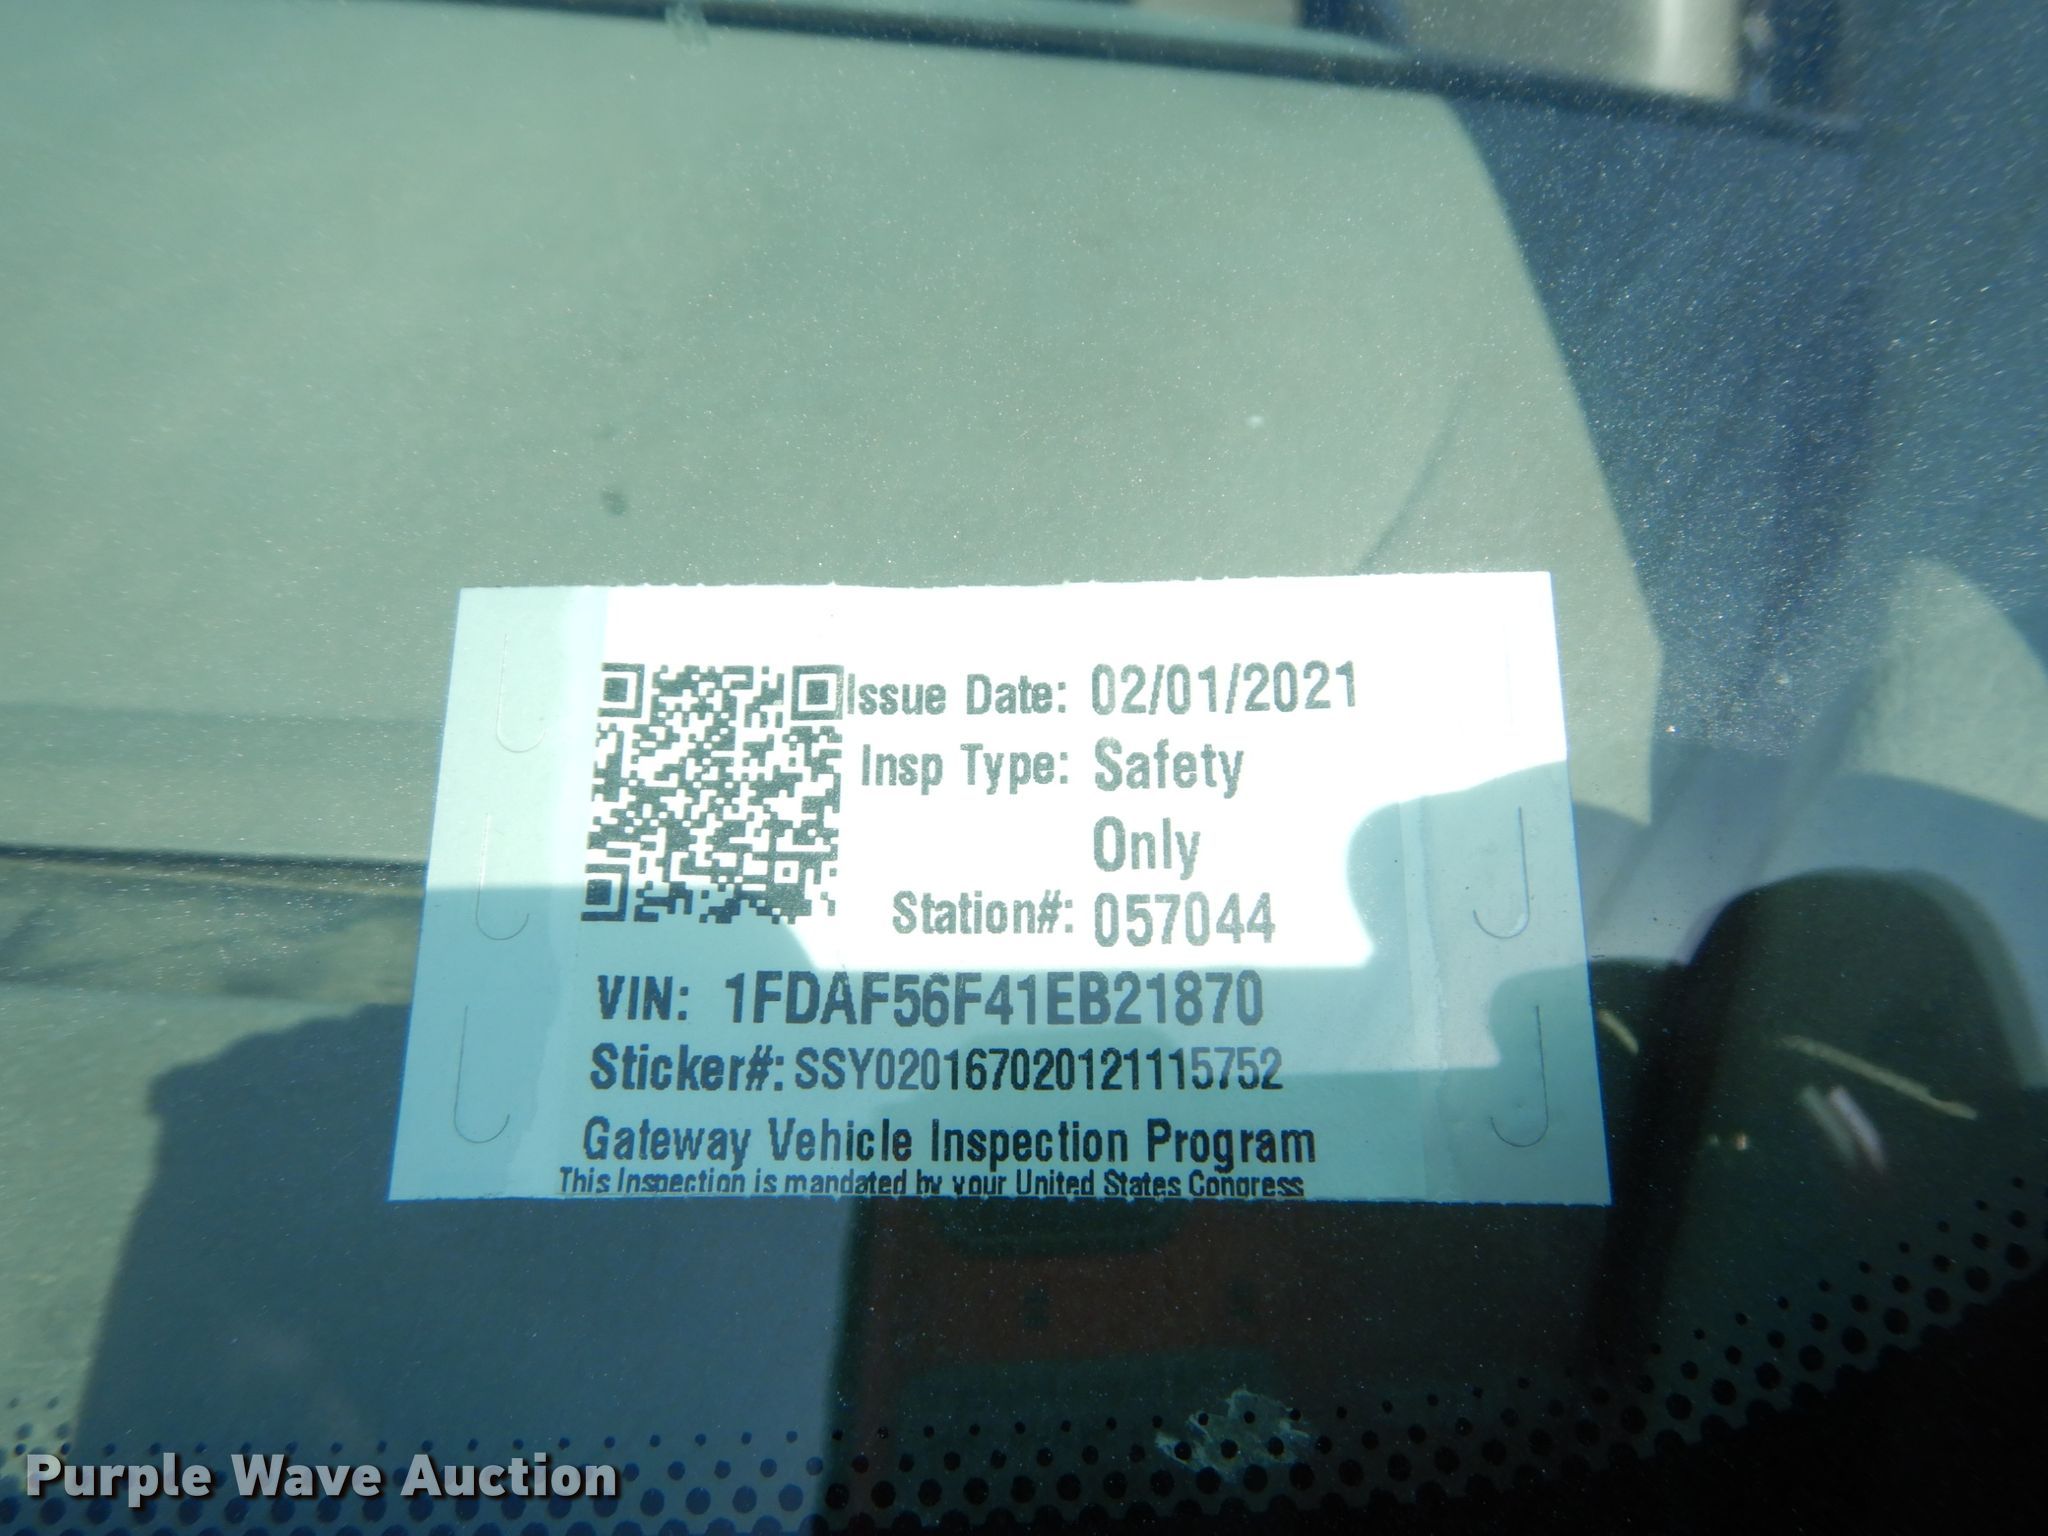 Issue Date: 02/01/2021
Insp Type: Safety
Only
Station#: 057044
VIN: 1FDAF56F41EB21870
Sticker#: SSY020167020121115752
Gateway Vehicle Inspection Program
This Inspection is mandated by your United States Congress
Purple Wave Auction